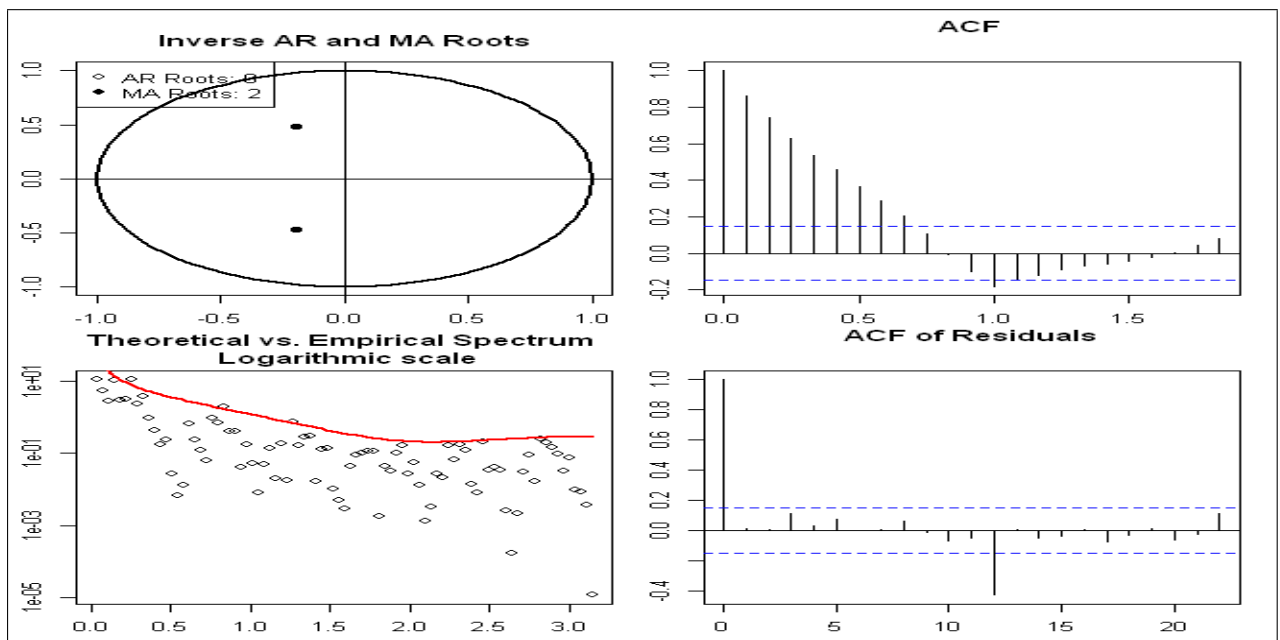 Inverse AR and MA Roots
AR Roots:
MA Roots: 2
1.0
0.5
0.0
-0.5
-1.0
-1.0 -0.5 0.0 0.5 1.0
ACF
1.0
0.8
0.6
0.4
0.2
0.0
-0.2
0.0 0.5 1.0 1.5
Theoretical vs. Empirical Spectrum
Logarithmic scale
1e+01
1e-01
1e-03
1e-05
0.0 0.5 1.0 1.5 2.0 2.5 3.0
ACF of Residuals
1.0
0.8
0.6
0.4
0.2
0.0
-0.4
0 5 10 15 20